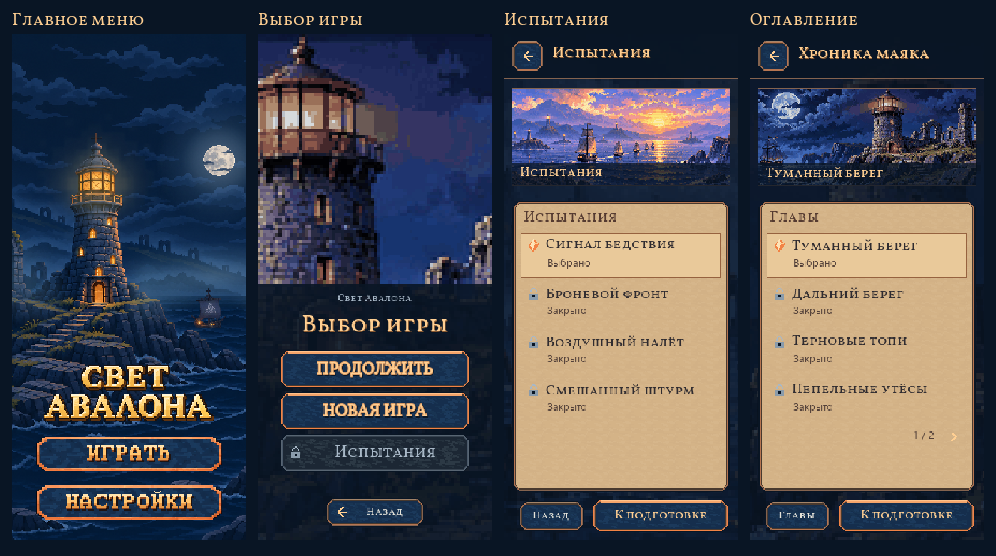 Главное меню
СВЕТ
АВАЛОНА
ИГРАТЬ
НАСТРОЙКИ
Выбор игры
Свет Авалона
Выбор игры
ПРОДОЛЖИТЬ
НОВАЯ ИГРА
Испытания
Назад
Испытания
Испытания
Испытания
Испытания
Сигнал бедствия
Выбрано
Броневой фронт
Закрыто
Воздушный налёт
Закрыто
Смешанный штурм
Закрыто
Назад
К подготовке
Оглавление
Хроника маяка
Туманный берег
Главы
Туманный берег
Выбрано
Дальний берег
Закрыто
Терновые топи
Закрыто
Пепельные утёсы
Закрыто
1 / 2
Главы
К подготовке